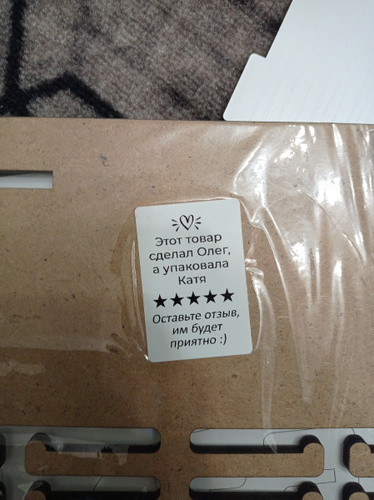 Этот товар
сделал Олег,
а упаковала
Катя
★★★★★
Оставьте отзыв,
им будет
приятно :)